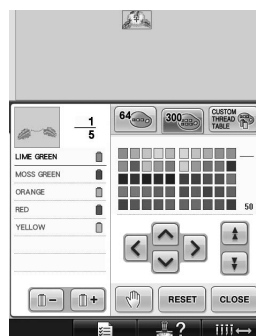 1
5
64
300
CUSTOM
THREAD
TABLE
LIME GREEN
MOSS GREEN
ORANGE
RED
YELLOW
50
- +
RESET
CLOSE
?